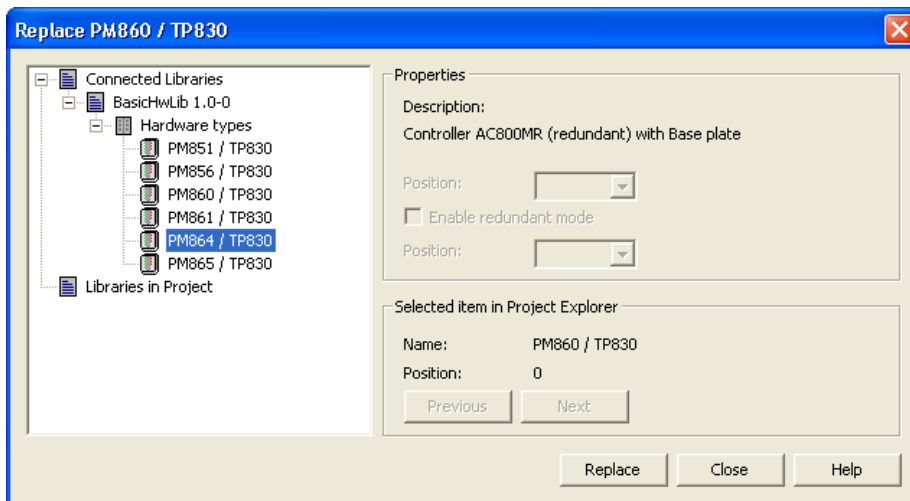 Replace PM860 / TP830
Connected Libraries
BasicHwLib 1.0-0
Hardware types
PM851 / TP830
PM856 / TP830
PM860 / TP830
PM861 / TP830
PM864 / TP830
PM865 / TP830
Libraries in Project
Properties
Description:
Controller AC800MR (redundant) with Base plate
Position:
Enable redundant mode
Position:
Selected item in Project Explorer
Name: PM860 / TP830
Position: 0
Previous Next
Replace Close Help